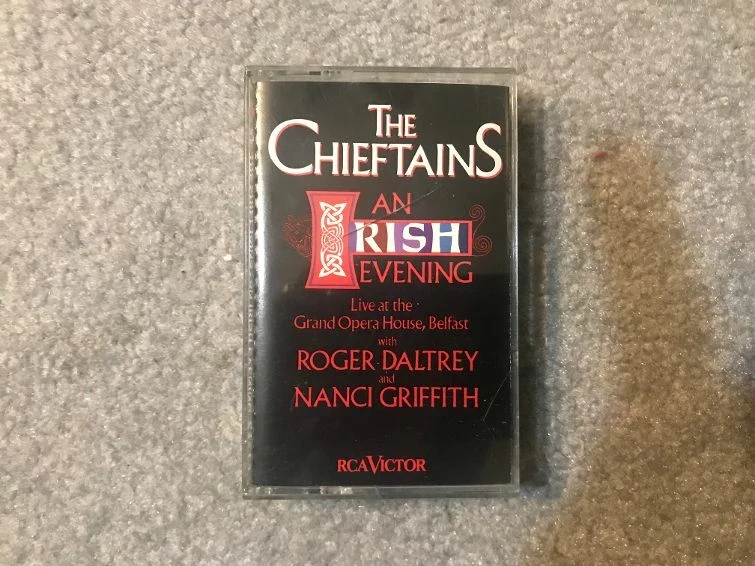 THE
CHIEFTAINS
AN
IRISH
EVENING
Live at the
Grand Opera House, Belfast
with
ROGER DALTREY
and
NANCI GRIFFITH
RCA VICTOR